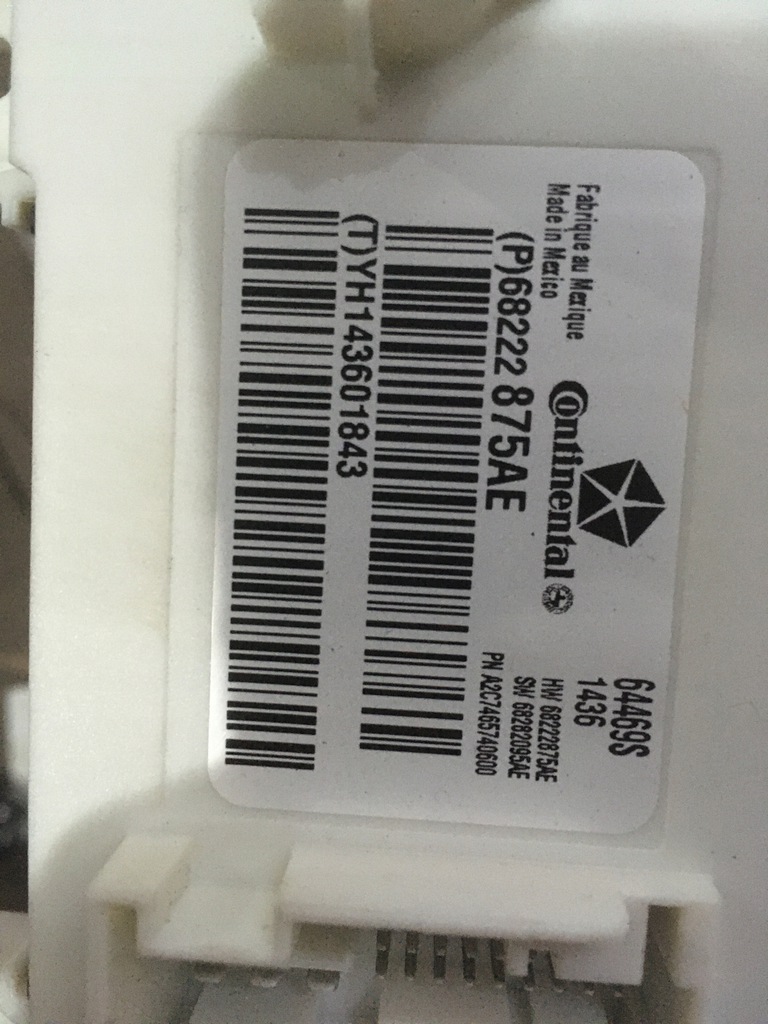 64469S
1436
Fabrique au Mexique
Made in Mexico
Continental
HW 68222875AE
SW 68282095AE
(P)68222 875AE
PN A2C7465740600
(T)YH143601843